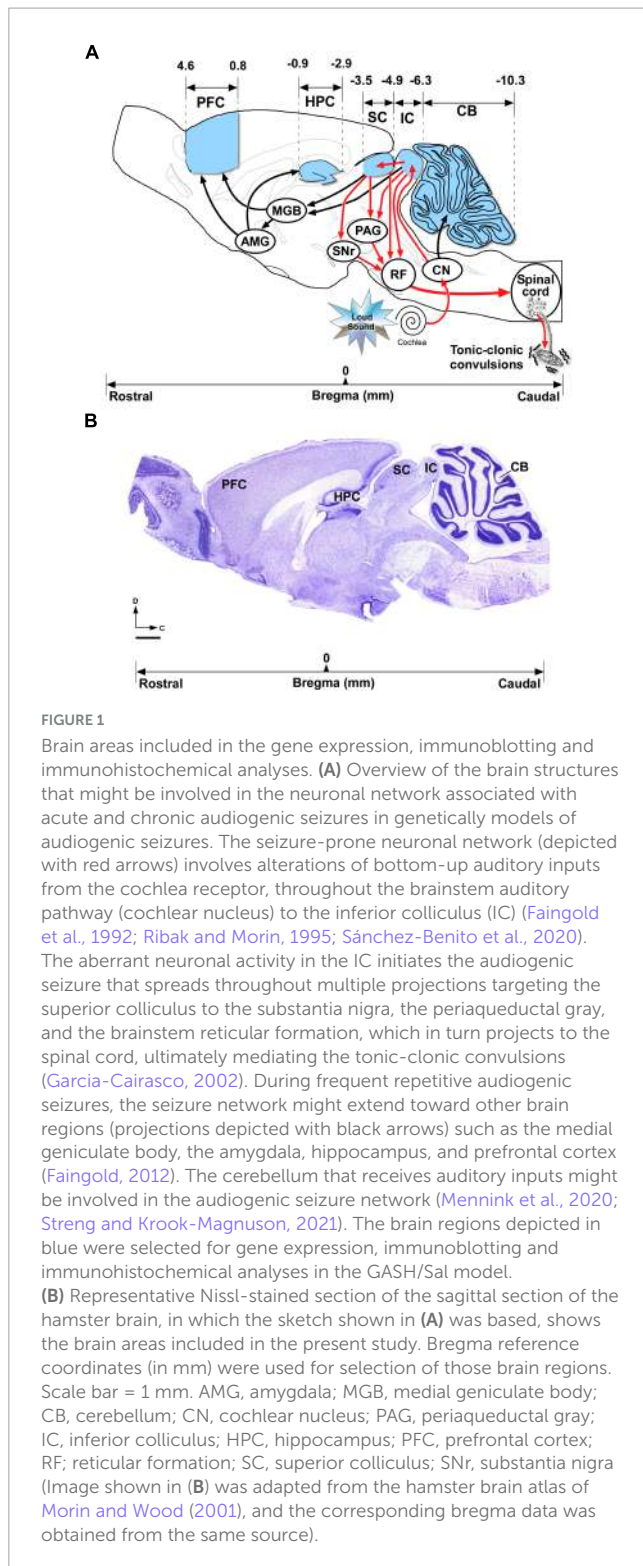 A
4.6
0.8
-0.9
-2.9
-3.5
-4.9
-6.3
-10.3
PFC
HPC
SC
IC
CB
MGB
AMG
PAG
SNr
RF
CN
Spinal
cord
Loud
Sound
Cochlea
Tonic-clonic
convulsions
0
Rostral
Bregma (mm)
Caudal
B
PFC
HPC
SC
IC
CB
D
C
0
Rostral
Bregma (mm)
Caudal
FIGURE 1
Brain areas included in the gene expression, immunoblotting and
immunohistochemical analyses. (A) Overview of the brain structures
that might be involved in the neuronal network associated with
acute and chronic audiogenic seizures in genetically models of
audiogenic seizures. The seizure-prone neuronal network (depicted
with red arrows) involves alterations of bottom-up auditory inputs
from the cochlea receptor, throughout the brainstem auditory
pathway (cochlear nucleus) to the inferior colliculus (IC) (Faingold
et al., 1992; Ribak and Morin, 1995; Sánchez-Benito et al., 2020).
The aberrant neuronal activity in the IC initiates the audiogenic
seizure that spreads throughout multiple projections targeting the
superior colliculus to the substantia nigra, the periaqueductal gray,
and the brainstem reticular formation, which in turn projects to the
spinal cord, ultimately mediating the tonic-clonic convulsions
(Garcia-Cairasco, 2002). During frequent repetitive audiogenic
seizures, the seizure network might extend toward other brain
regions (projections depicted with black arrows) such as the medial
geniculate body, the amygdala, hippocampus, and prefrontal cortex
(Faingold, 2012). The cerebellum that receives auditory inputs might
be involved in the audiogenic seizure network (Mennink et al., 2020;
Streng and Krook-Magnuson, 2021). The brain regions depicted in
blue were selected for gene expression, immunoblotting and
immunohistochemical analyses in the GASH/Sal model.
(B) Representative Nissl-stained section of the sagittal section of the
hamster brain, in which the sketch shown in (A) was based, shows
the brain areas included in the present study. Bregma reference
coordinates (in mm) were used for selection of those brain regions.
Scale bar = 1 mm. AMG, amygdala; MGB, medial geniculate body;
CB, cerebellum; CN, cochlear nucleus; PAG, periaqueductal gray;
IC, inferior colliculus; HPC, hippocampus; PFC, prefrontal cortex;
RF; reticular formation; SC, superior colliculus; SNr, substantia nigra
(Image shown in (B) was adapted from the hamster brain atlas of
Morin and Wood (2001), and the corresponding bregma data was
obtained from the same source).